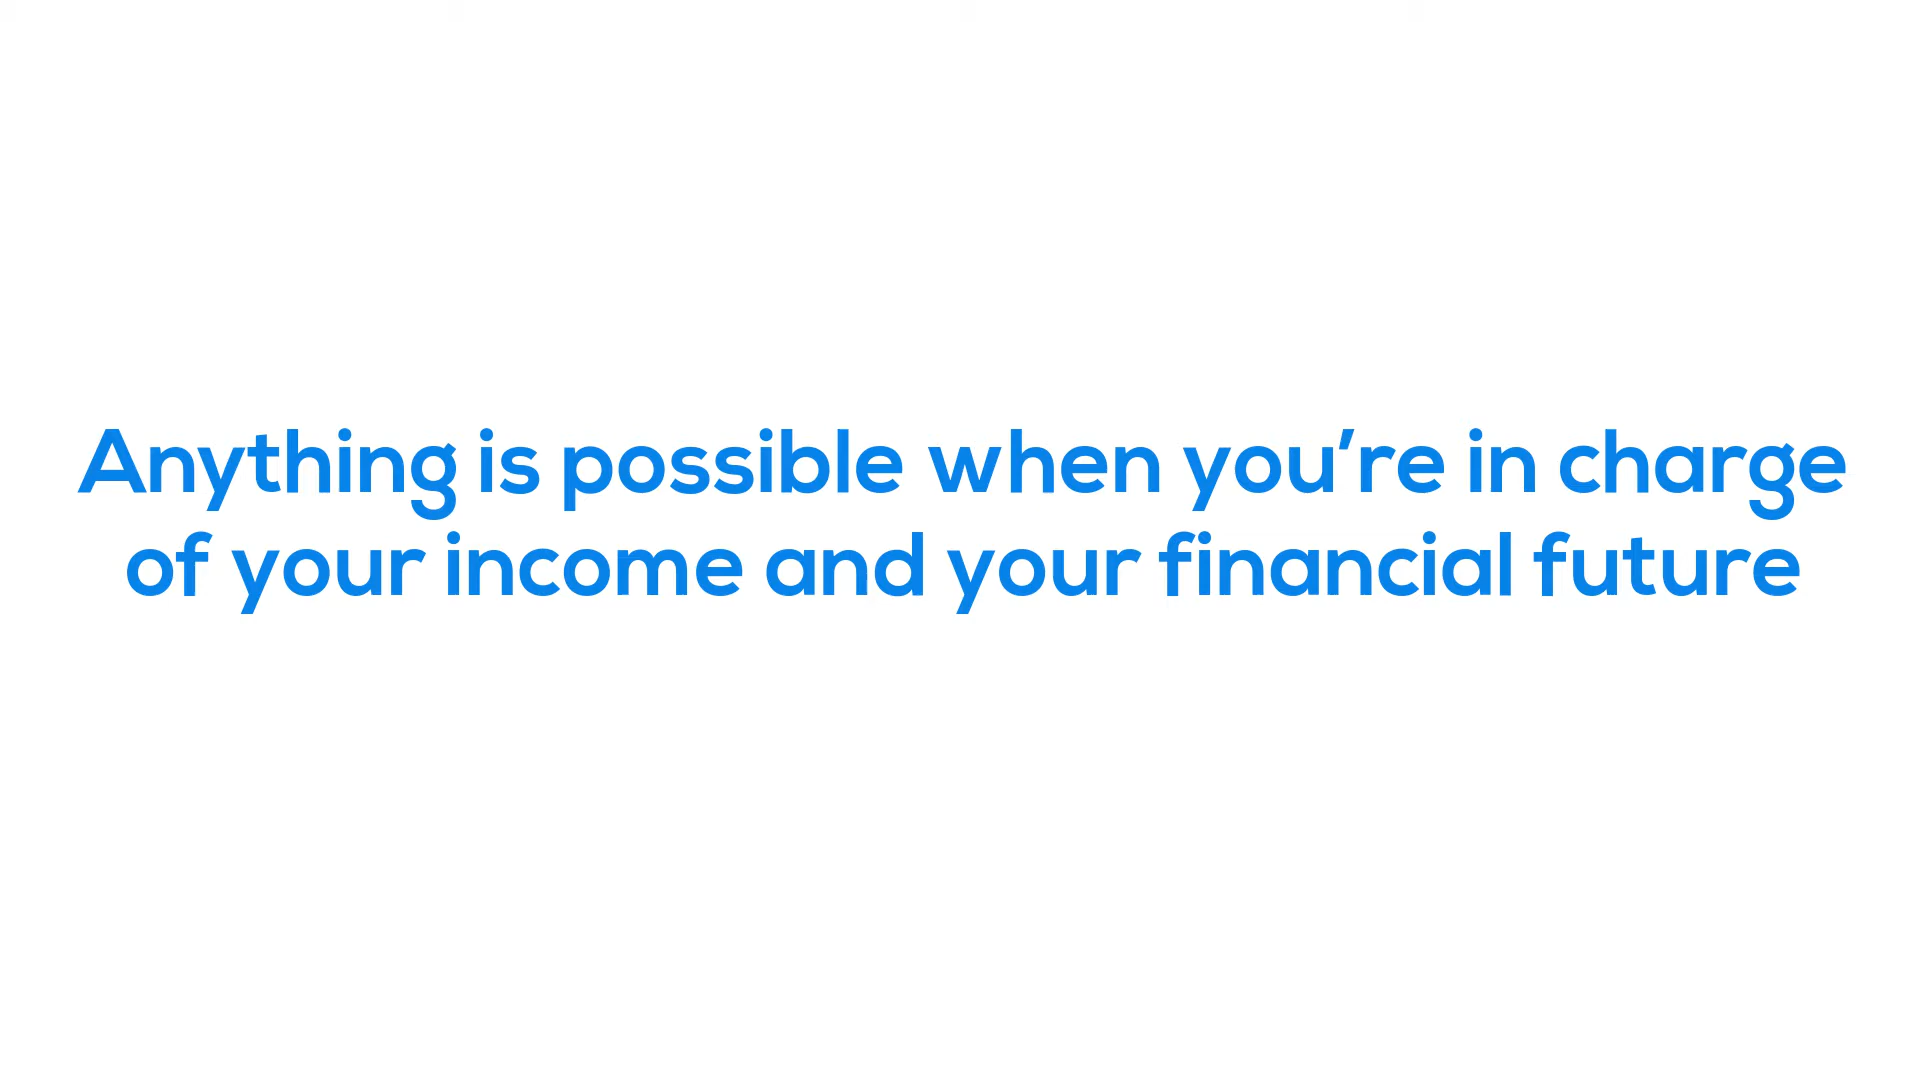 Anything is possible when you’re in charge
of your income and your financial future